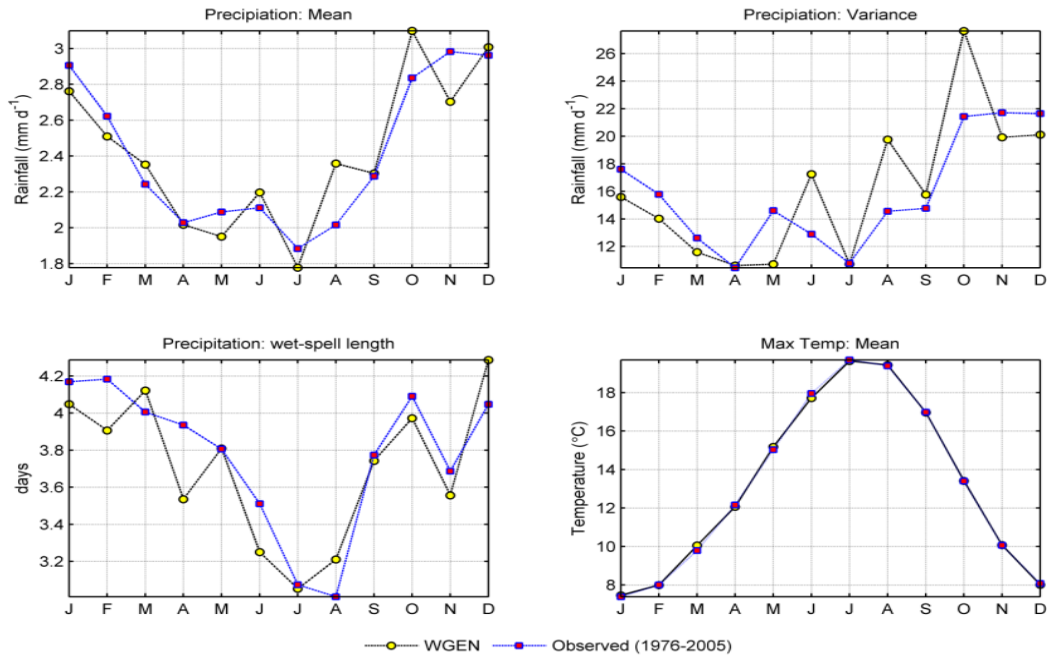 Precipiation: Mean
Rainfall (mm d⁻¹)
3
2.8
2.6
2.4
2.2
2
1.8
J F M A M J J A S O N D
Precipiation: Variance
Rainfall (mm d⁻¹)
26
24
22
20
18
16
14
12
J F M A M J J A S O N D
Precipitation: wet-spell length
days
4.2
4
3.8
3.6
3.4
3.2
J F M A M J J A S O N D
Max Temp: Mean
Temperature (°C)
18
16
14
12
10
8
J F M A M J J A S O N D
WGEN Observed (1976-2005)